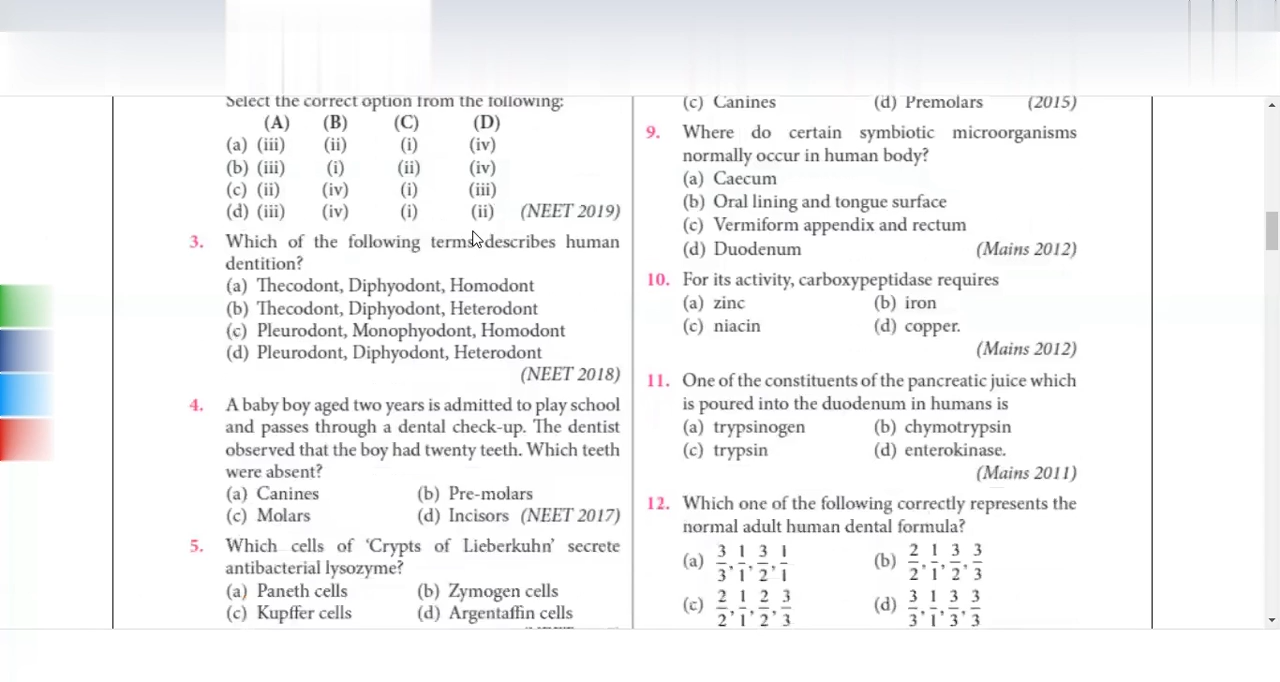 Select the correct option from the following:
(A) (B) (C) (D)
(a) (iii) (ii) (i) (iv)
(b) (iii) (i) (ii) (iv)
(c) (ii) (iv) (i) (iii)
(d) (iii) (iv) (i) (ii) (NEET 2019)
3. Which of the following terms describes human
dentition?
(a) Thecodont, Diphyodont, Homodont
(b) Thecodont, Diphyodont, Heterodont
(c) Pleurodont, Monophyodont, Homodont
(d) Pleurodont, Diphyodont, Heterodont
(NEET 2018)
4. A baby boy aged two years is admitted to play school
and passes through a dental check-up. The dentist
observed that the boy had twenty teeth. Which teeth
were absent?
(a) Canines (b) Pre-molars
(c) Molars (d) Incisors (NEET 2017)
5. Which cells of ‘Crypts of Lieberkuhn’ secrete
antibacterial lysozyme?
(a) Paneth cells (b) Zymogen cells
(c) Kupffer cells (d) Argentaffin cells
(c) Canines (d) Premolars (2015)
9. Where do certain symbiotic microorganisms
normally occur in human body?
(a) Caecum
(b) Oral lining and tongue surface
(c) Vermiform appendix and rectum
(d) Duodenum (Mains 2012)
10. For its activity, carboxypeptidase requires
(a) zinc (b) iron
(c) niacin (d) copper.
(Mains 2012)
11. One of the constituents of the pancreatic juice which
is poured into the duodenum in humans is
(a) trypsinogen (b) chymotrypsin
(c) trypsin (d) enterokinase.
(Mains 2011)
12. Which one of the following correctly represents the
normal adult human dental formula?
(a) 3/3, 1/1, 3/2, 1/1 (b) 2/2, 1/1, 3/2, 3/3
(c) 2/2, 1/1, 2/2, 3/3 (d) 3/3, 1/1, 3/3, 3/3